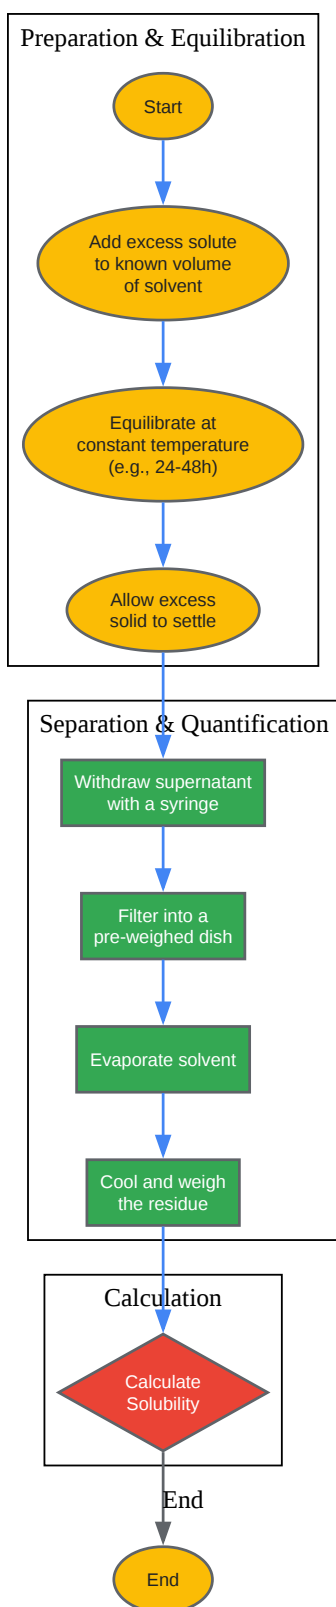 Preparation & Equilibration
Start
Add excess solute
to known volume
of solvent
Equilibrate at
constant temperature
(e.g., 24-48h)
Allow excess
solid to settle
Separation & Quantification
Withdraw supernatant
with a syringe
Filter into a
pre-weighed dish
Evaporate solvent
Cool and weigh
the residue
Calculation
Calculate
Solubility
End
End